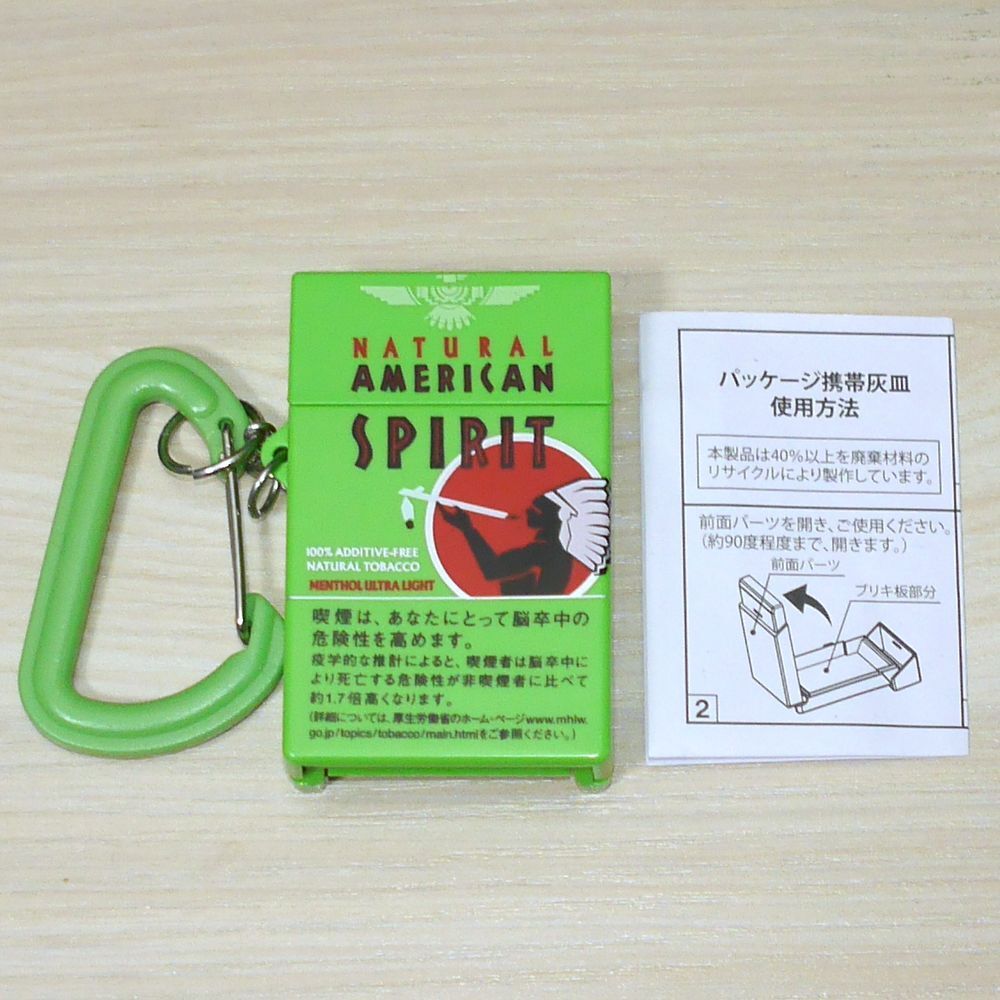 NATURAL
AMERICAN
SPIRIT
100% ADDITIVE-FREE
NATURAL TOBACCO
MENTHOL ULTRA LIGHT
喫煙は、あなたにとって脳卒中の
危険性を高めます。
疫学的な推計によると、喫煙者は脳卒中に
より死亡する危険性が非喫煙者に比べて
約1.7倍高くなります。
(詳細については、厚生労働省のホーム・ページwww.mhlw.
go.jp/topics/tobacco/main.htmlをご参照ください。)
パッケージ携帯灰皿
使用方法
本製品は40%以上を廃棄材料の
リサイクルにより製作しています。
前面パーツを開き、ご使用ください。
(約90度程度まで、開きます。)
前面パーツ
ブリキ板部分
2